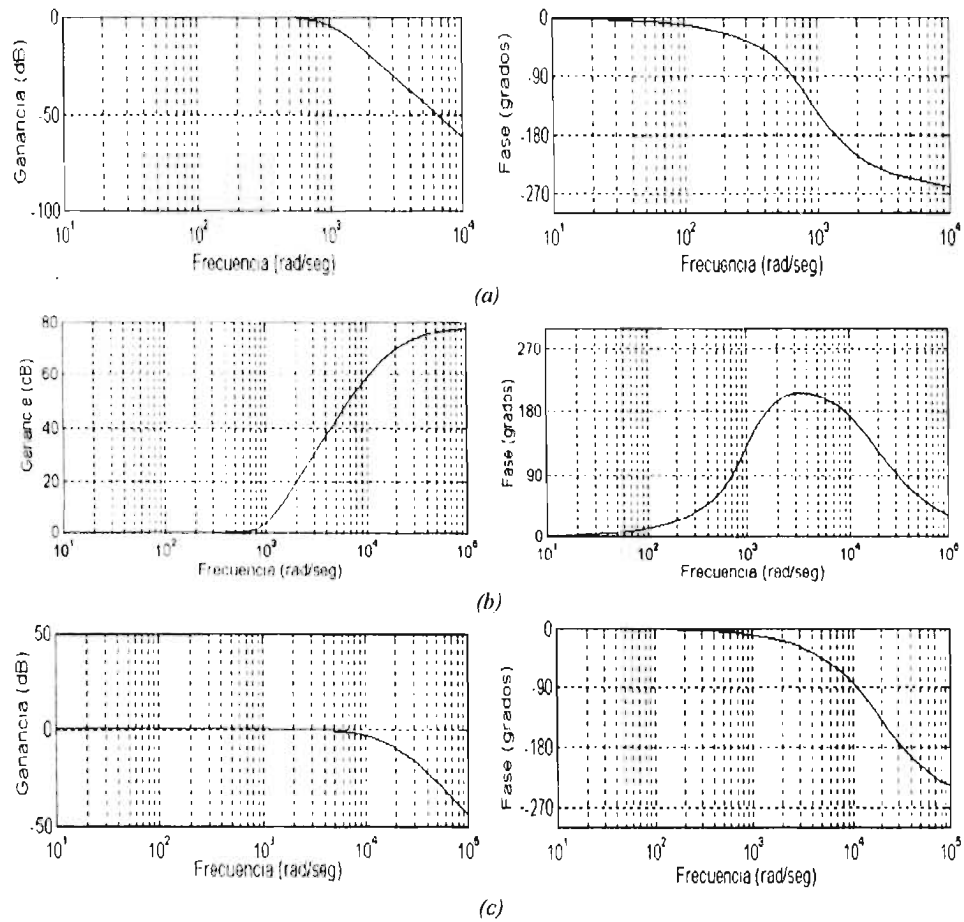 Ganancia (dB)
0
-50
-100
10¹ 10² 10³ 10⁴
Frecuencia (rad/seg)
Fase (grados)
0
-90
-180
-270
10¹ 10² 10³ 10⁴
Frecuencia (rad/seg)
(a)
Genanc e (cB)
80
60
40
20
0
10¹ 10² 10³ 10⁴ 10⁵
Frecuencia (rad/seg)
Fase (grados)
270
180
90
0
10¹ 10² 10³ 10⁴ 10⁵
Frecuencia (rad/seg)
(b)
Ganancia (dB)
50
0
-50
10¹ 10² 10³ 10⁴ 10⁵
Frecuencia (rad/seg)
Fase (grados)
0
-90
-180
-270
10¹ 10² 10³ 10⁴ 10⁵
Frecuencia (rad/seg)
(c)